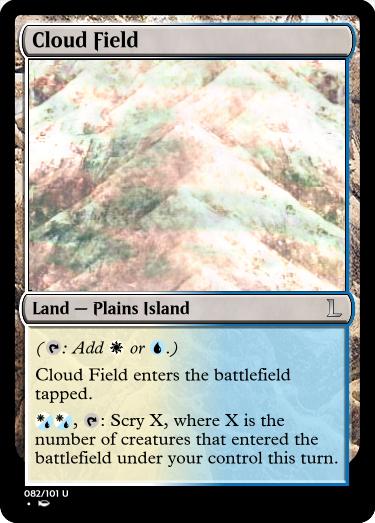 Cloud Field
Land — Plains Island
L
( : Add or .)
Cloud Field enters the battlefield
tapped.
, : Scry X, where X is the
number of creatures that entered the
battlefield under your control this turn.
082/101 U